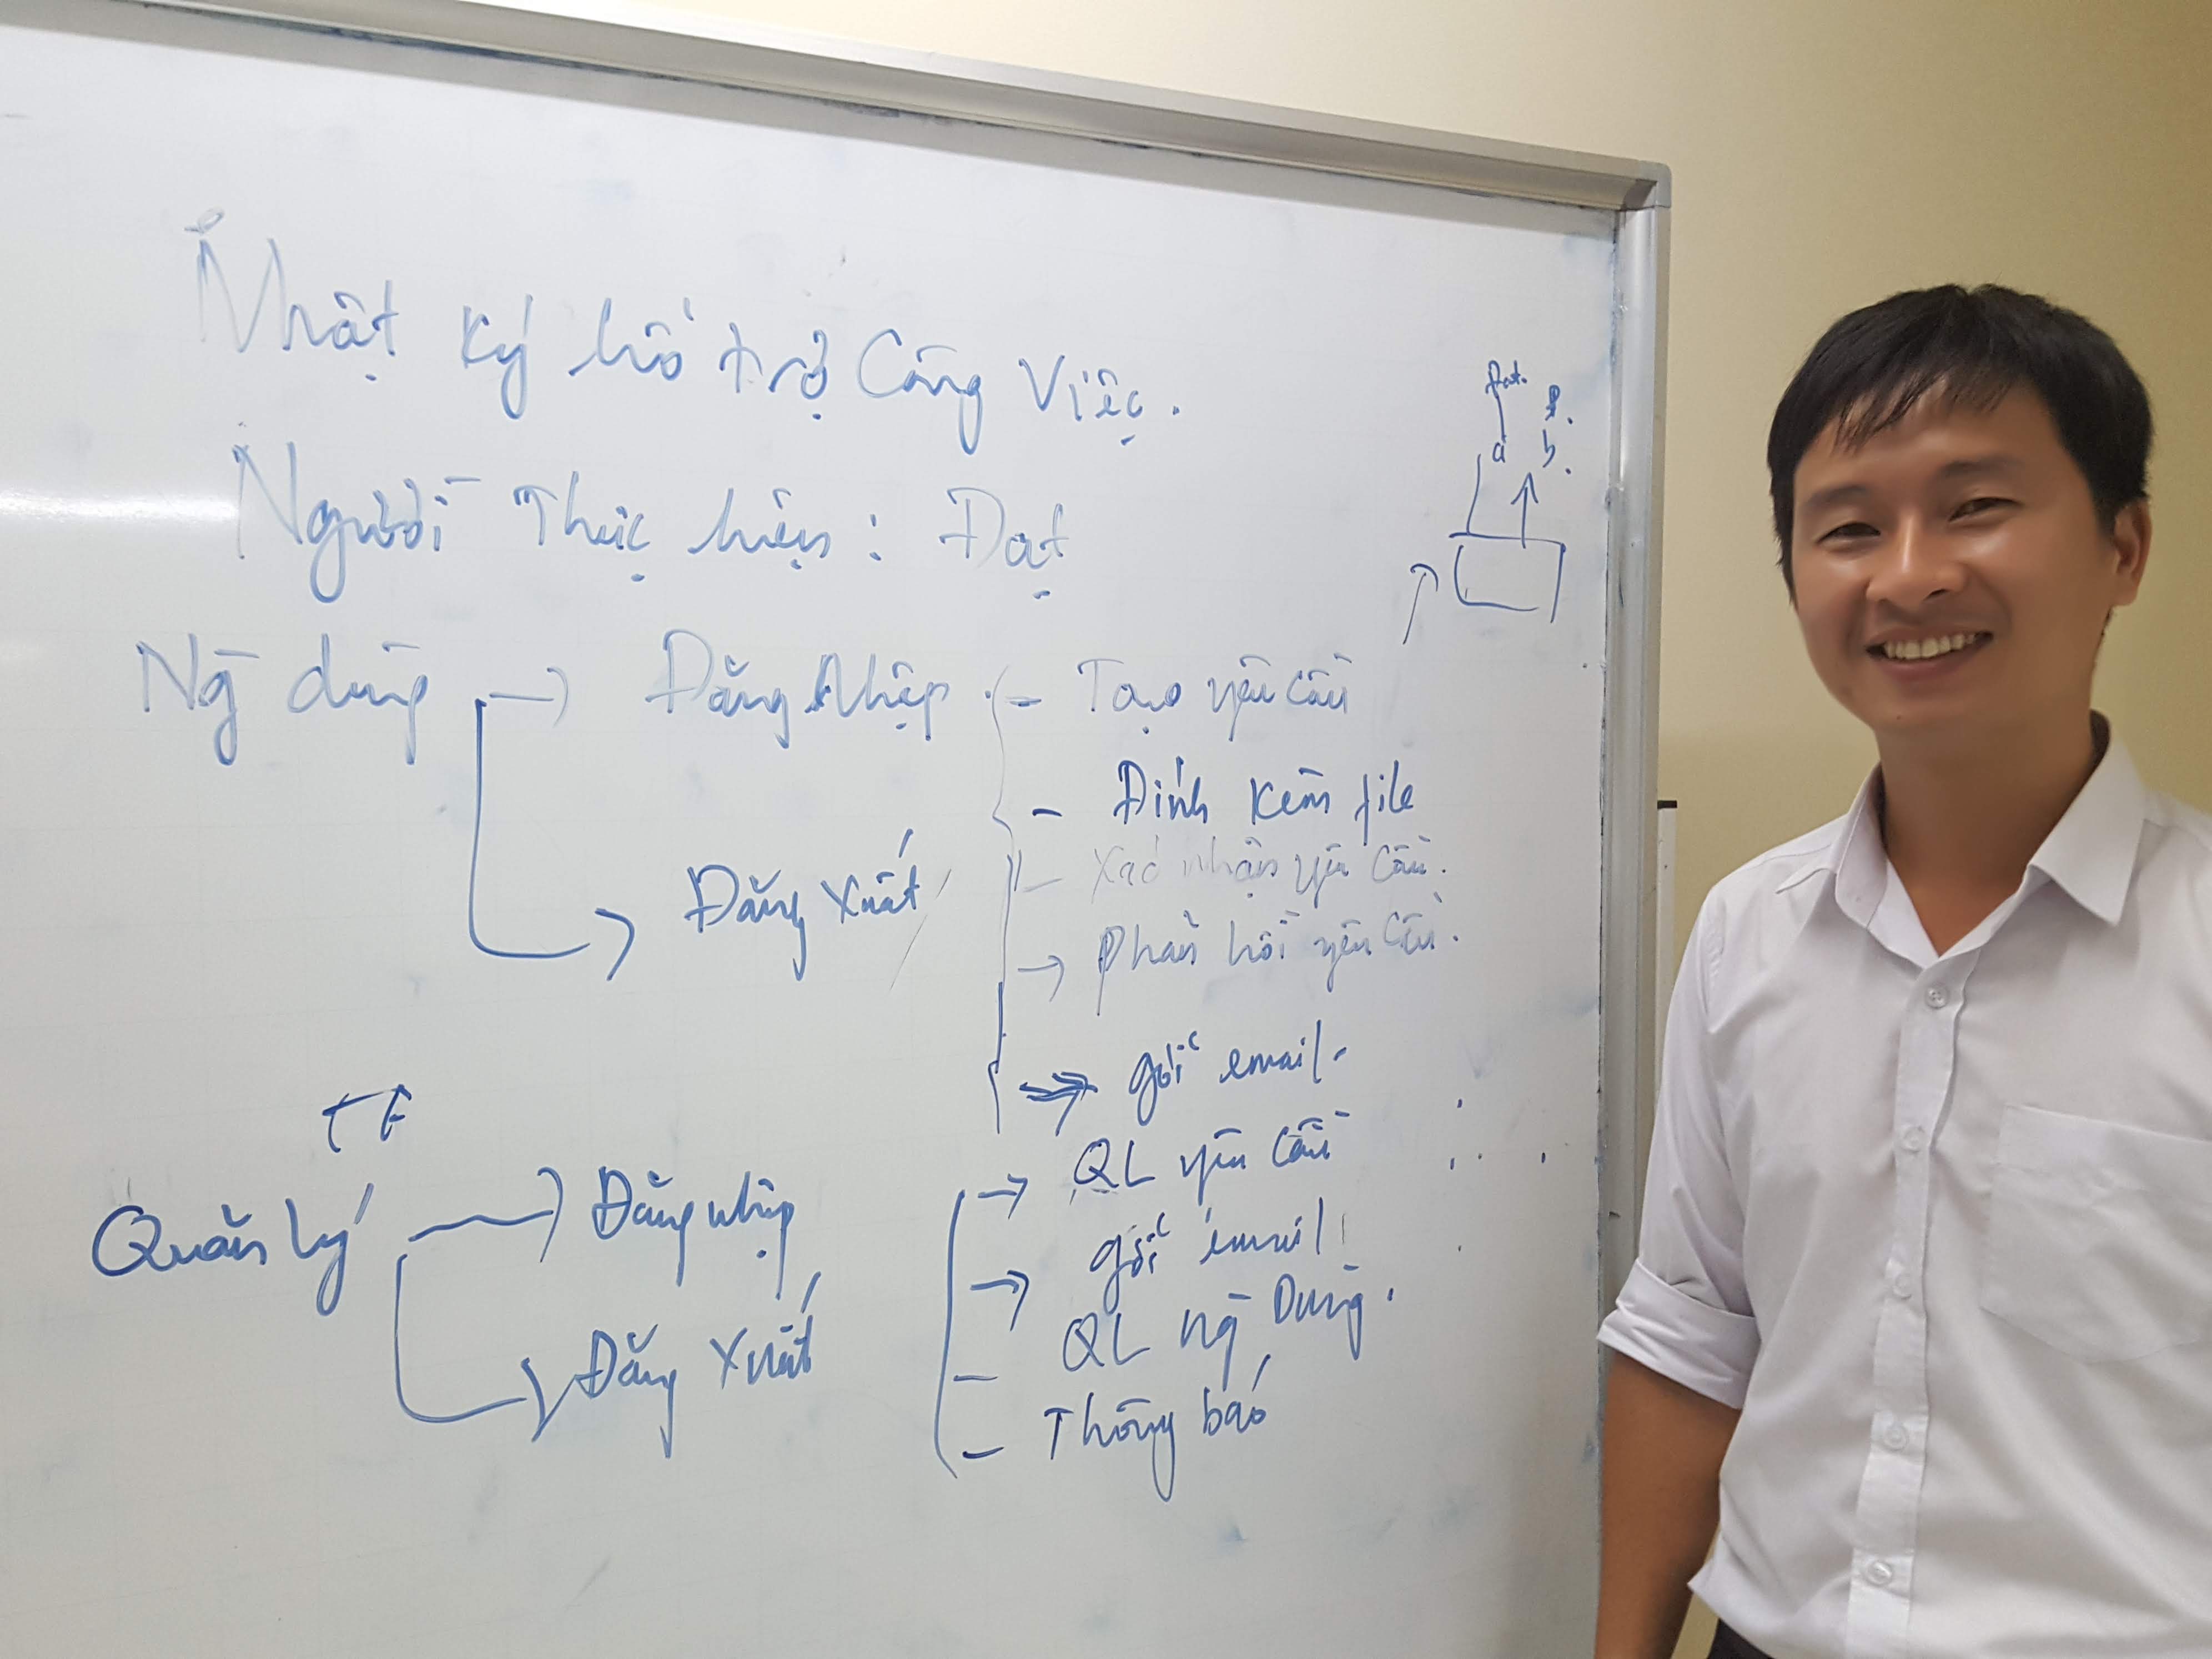 Nhật ký hỗ trợ Công Việc.
Người Thực hiện: Đạt
Ng dùng → Đăng Nhập - Tạo yêu cầu
- Đính kèm file
- Xác nhận yêu cầu.
→ Đăng xuất
→ Phản hồi yêu cầu.
→ gởi email.
Quản lý → Đăng nhập
→ Đăng Xuất
→ QL yêu cầu
→ gởi email
- QL ng Dùng.
- Thông báo
a b.